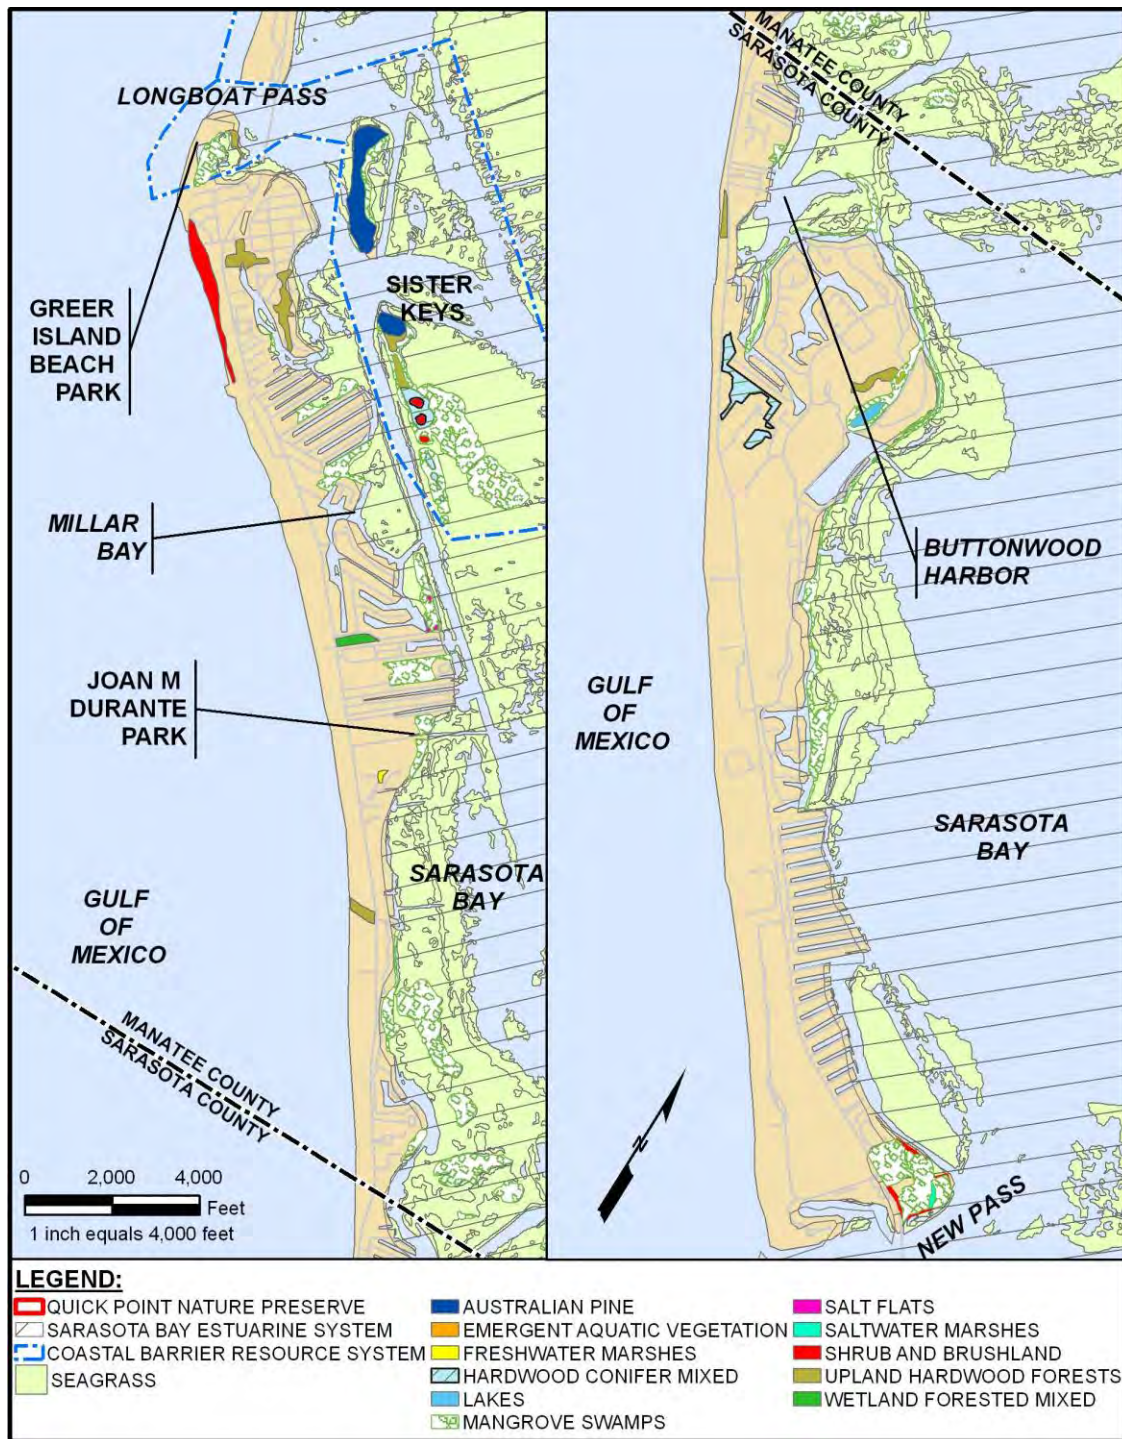 LONGBOAT PASS
GREER
ISLAND
BEACH
PARK
SISTER
KEYS
MILLAR
BAY
JOAN M
DURANTE
PARK
SARASOTA
BAY
GULF
OF
MEXICO
MANATEE COUNTY
SARASOTA COUNTY
0 2,000 4,000
Feet
1 inch equals 4,000 feet
MANATEE COUNTY
SARASOTA COUNTY
BUTTONWOOD
HARBOR
GULF
OF
MEXICO
SARASOTA
BAY
N
NEW PASS
LEGEND:
QUICK POINT NATURE PRESERVE
SARASOTA BAY ESTUARINE SYSTEM
COASTAL BARRIER RESOURCE SYSTEM
SEAGRASS
AUSTRALIAN PINE
EMERGENT AQUATIC VEGETATION
FRESHWATER MARSHES
HARDWOOD CONIFER MIXED
LAKES
MANGROVE SWAMPS
SALT FLATS
SALTWATER MARSHES
SHRUB AND BRUSHLAND
UPLAND HARDWOOD FORESTS
WETLAND FORESTED MIXED